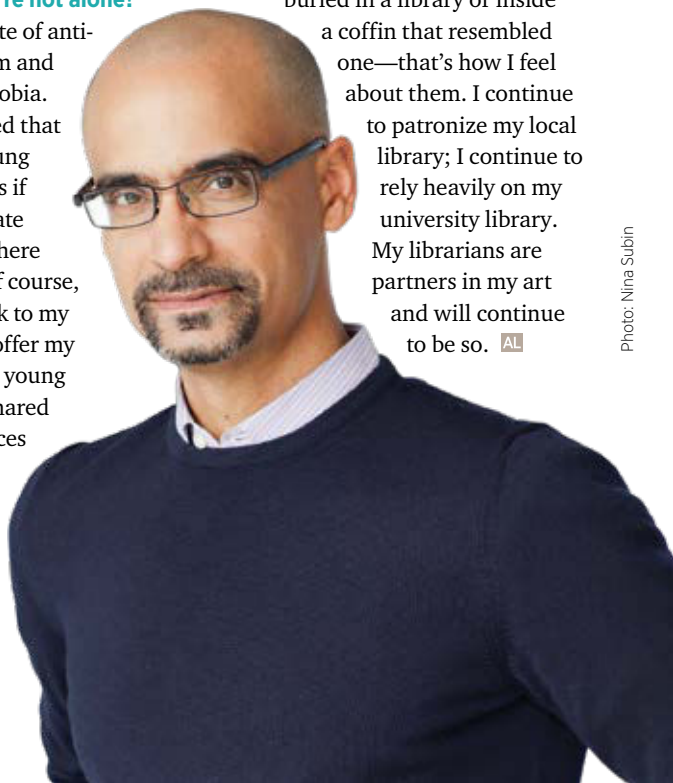 're not alone?
te of anti-
m and
obia.
ed that
ung
s if
ate
here
f course,
k to my
offer my
young
hared
ces
buried in a library or inside
a coffin that resembled
one—that's how I feel
about them. I continue
to patronize my local
library; I continue to
rely heavily on my
university library.
My librarians are
partners in my art
and will continue
to be so. AL
Photo: Nina Subin